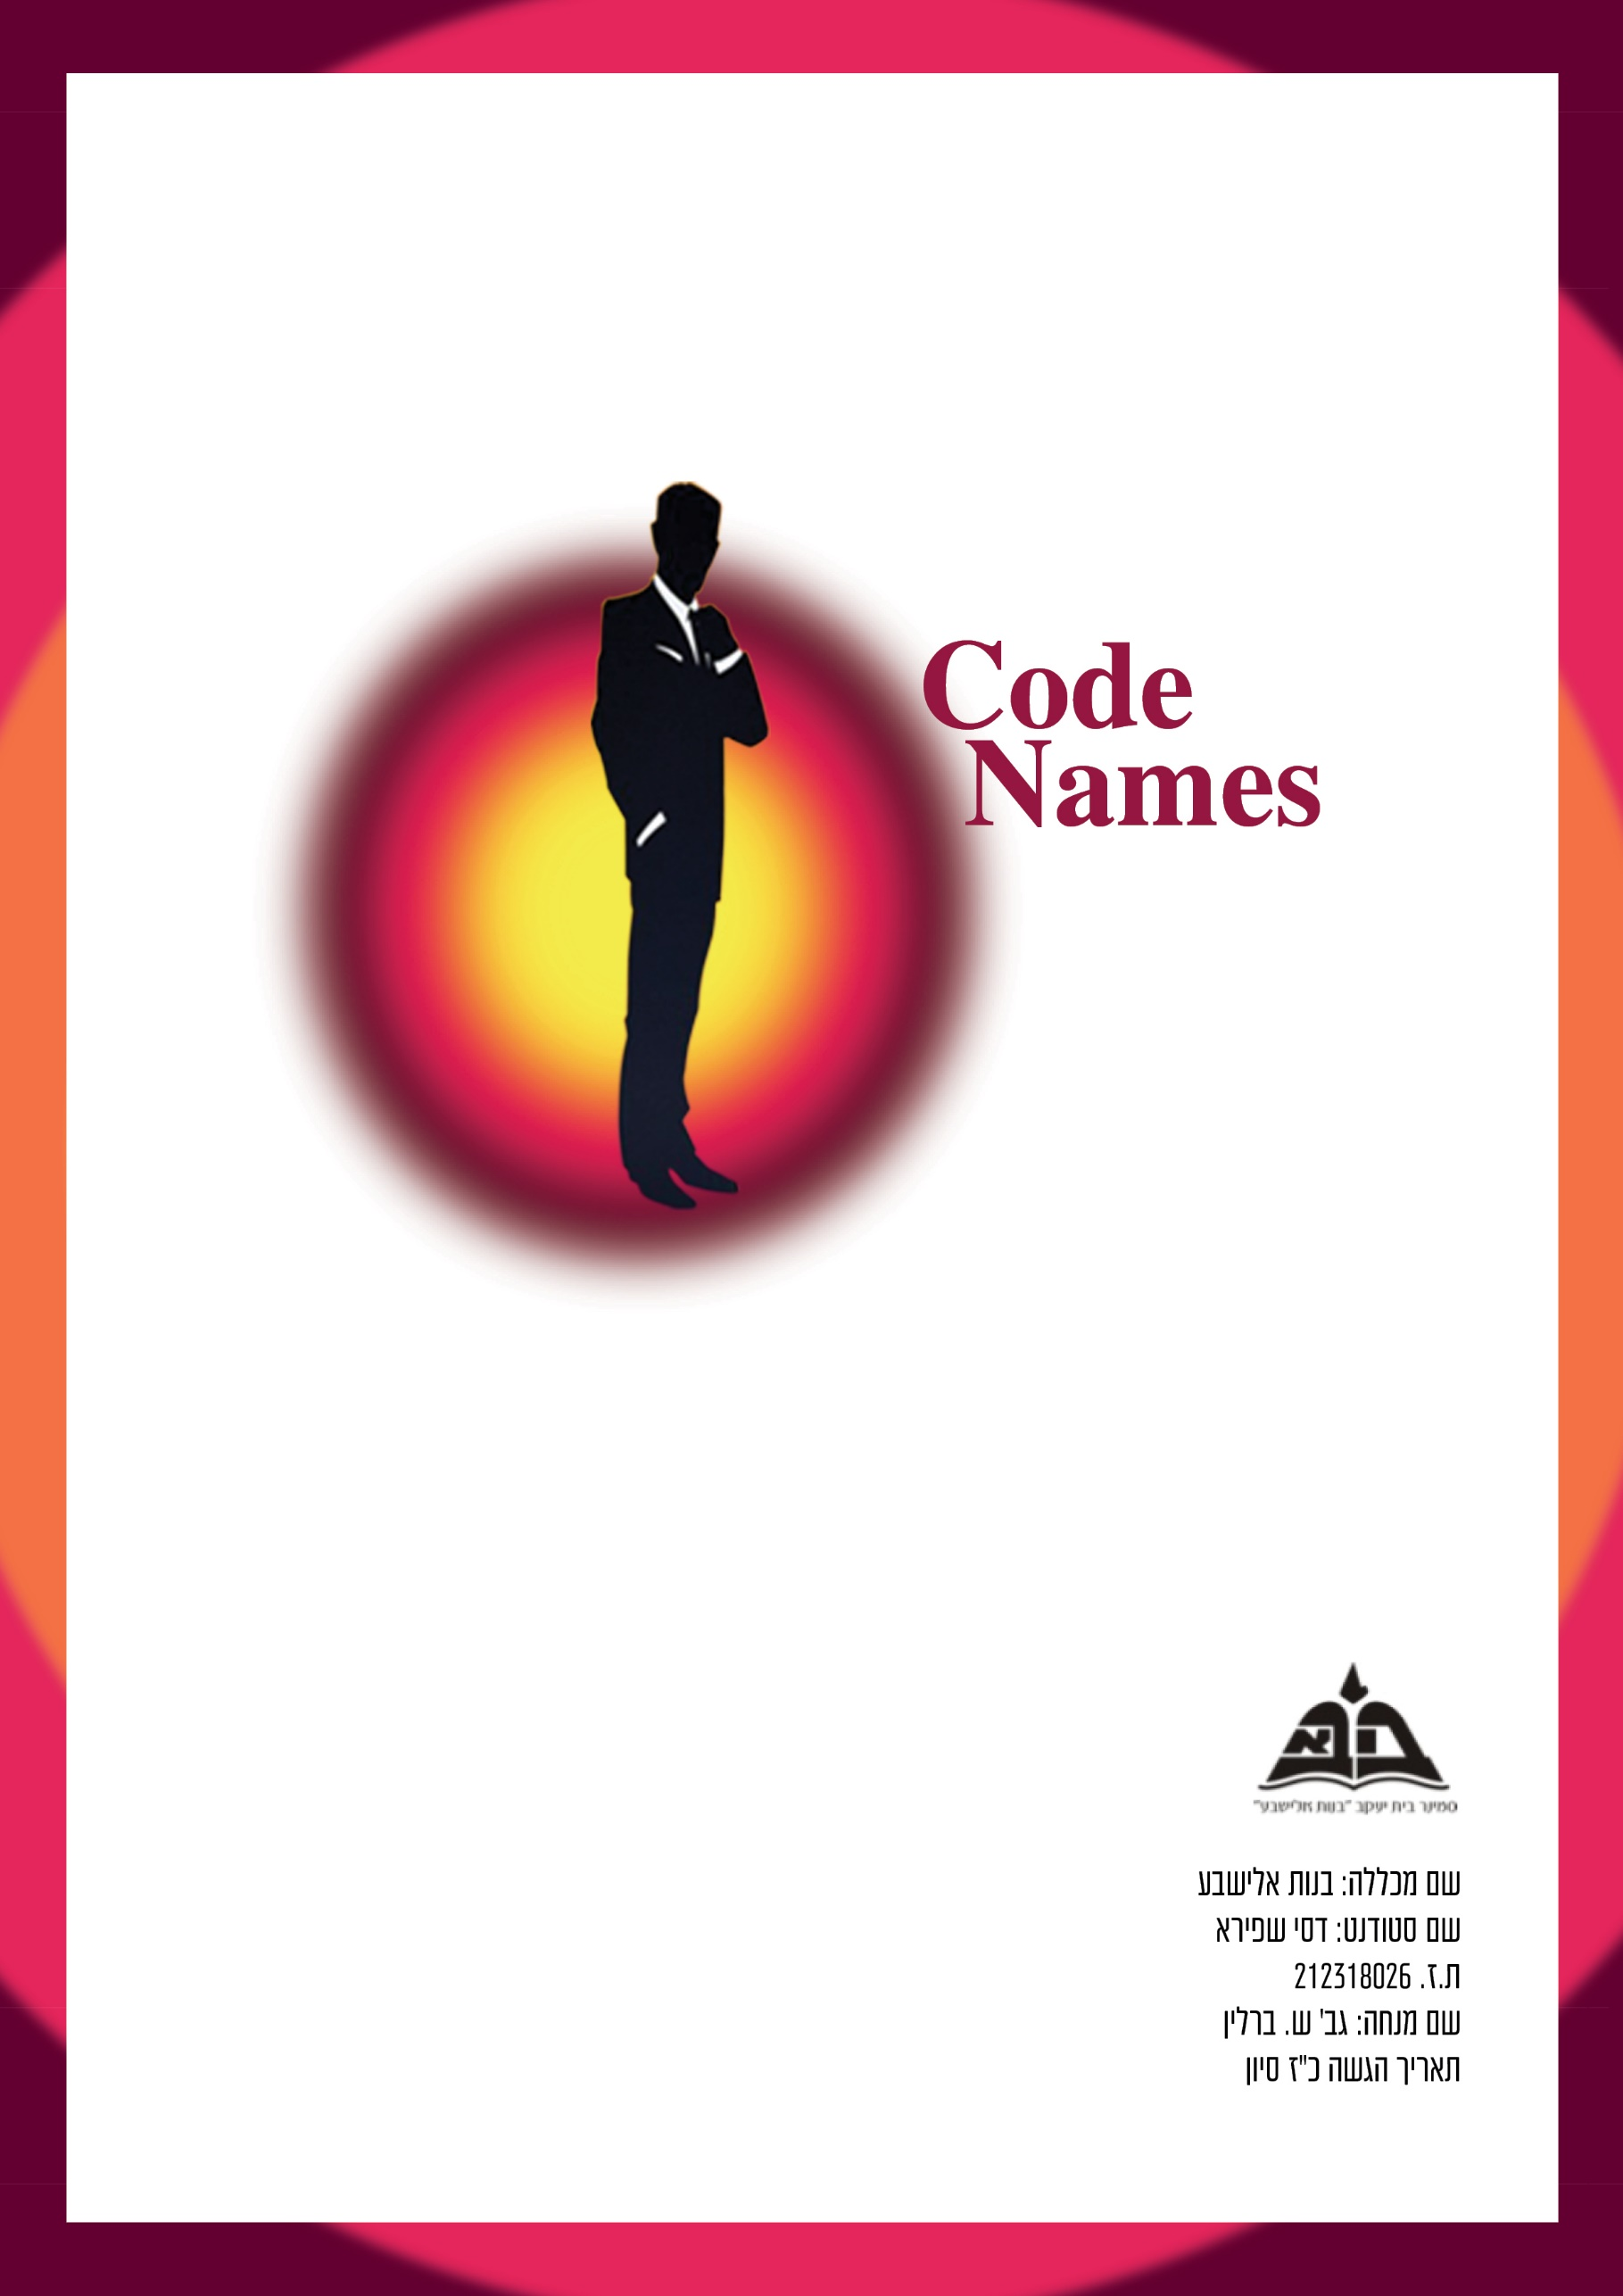 Code
Names
סמינר בית יעקב "בנות אלישבע"
שם מכללה: בנות אלישבע
שם סטודנט: דסי שפירא
ת.ז. 212318026
שם מנחה: גב' ש. ברלין
תאריך הגשה כ"ז סיון